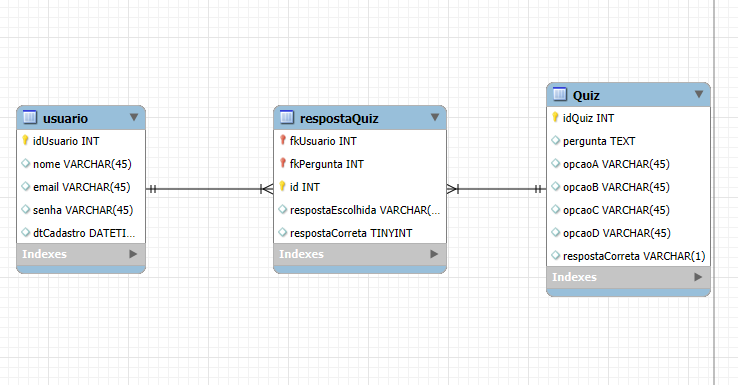 usuario
idUsuario INT
nome VARCHAR(45)
email VARCHAR(45)
senha VARCHAR(45)
dtCadastro DATETI...
Indexes
respostaQuiz
fkUsuario INT
fkPergunta INT
id INT
respostaEscolhida VARCHAR(...
respostaCorreta TINYINT
Indexes
Quiz
idQuiz INT
pergunta TEXT
opcaoA VARCHAR(45)
opcaoB VARCHAR(45)
opcaoC VARCHAR(45)
opcaoD VARCHAR(45)
respostaCorreta VARCHAR(1)
Indexes